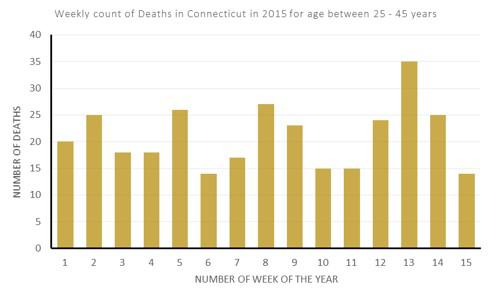 Weekly count of Deaths in Connecticut in 2015 for age between 25 - 45 years
40
35
30
25
20
15
10
5
0
NUMBER OF DEATHS
1 2 3 4 5 6 7 8 9 10 11 12 13 14 15
NUMBER OF WEEK OF THE YEAR